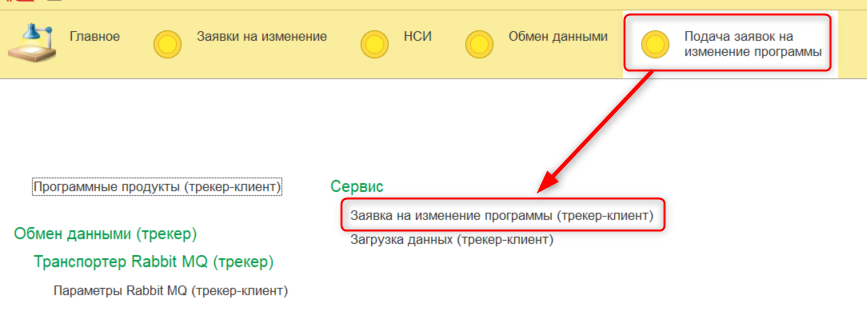 Главное
Заявки на изменение
НСИ
Обмен данными
Подача заявок на
изменение программы
Программные продукты (трекер-клиент)
Обмен данными (трекер)
Транспортер Rabbit MQ (трекер)
Параметры Rabbit MQ (трекер-клиент)
Сервис
Заявка на изменение программы (трекер-клиент)
Загрузка данных (трекер-клиент)